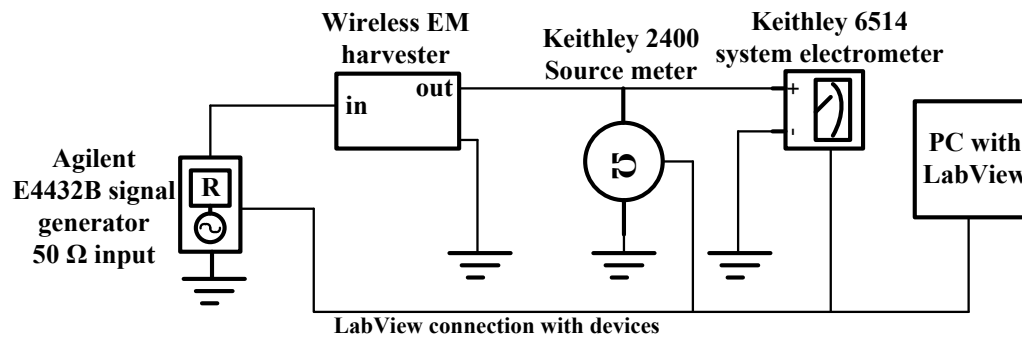 Wireless EM
harvester
in
out
Keithley 2400
Source meter
Keithley 6514
system electrometer
+
-
PC with
LabView
Agilent
E4432B signal
generator
50 Ω input
R
Ω
LabView connection with devices